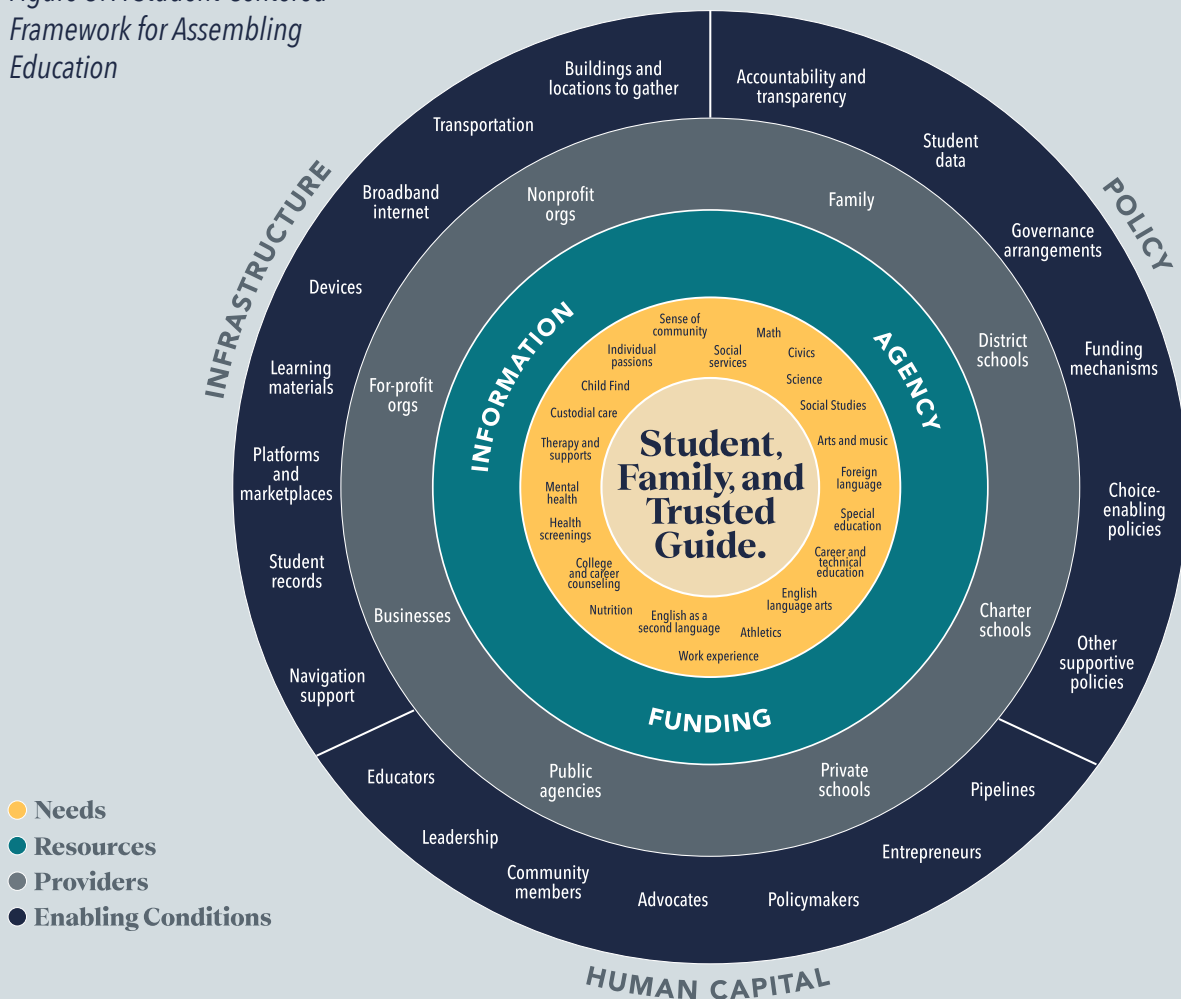 Framework for Assembling
Education
INFRASTRUCTURE
POLICY
HUMAN CAPITAL
Buildings and
locations to gather
Transportation
Broadband
internet
Devices
Learning
materials
Platforms
and
marketplaces
Student
records
Navigation
support
Accountability and
transparency
Student
data
Governance
arrangements
Funding
mechanisms
Choice-
enabling
policies
Other
supportive
policies
Pipelines
Entrepreneurs
Policymakers
Advocates
Community
members
Leadership
Educators
Nonprofit
orgs
Family
District
schools
Charter
schools
Private
schools
Public
agencies
Businesses
For-profit
orgs
INFORMATION
AGENCY
FUNDING
Sense of
community
Math
Social
services
Civics
Science
Social Studies
Arts and music
Foreign
language
Special
education
Career and
technical
education
English
language arts
Athletics
Work experience
English as a
second language
Nutrition
College
and career
counseling
Health
screenings
Mental
health
Therapy and
supports
Custodial care
Child Find
Individual
passions
Student,
Family, and
Trusted
Guide.
Needs
Resources
Providers
Enabling Conditions